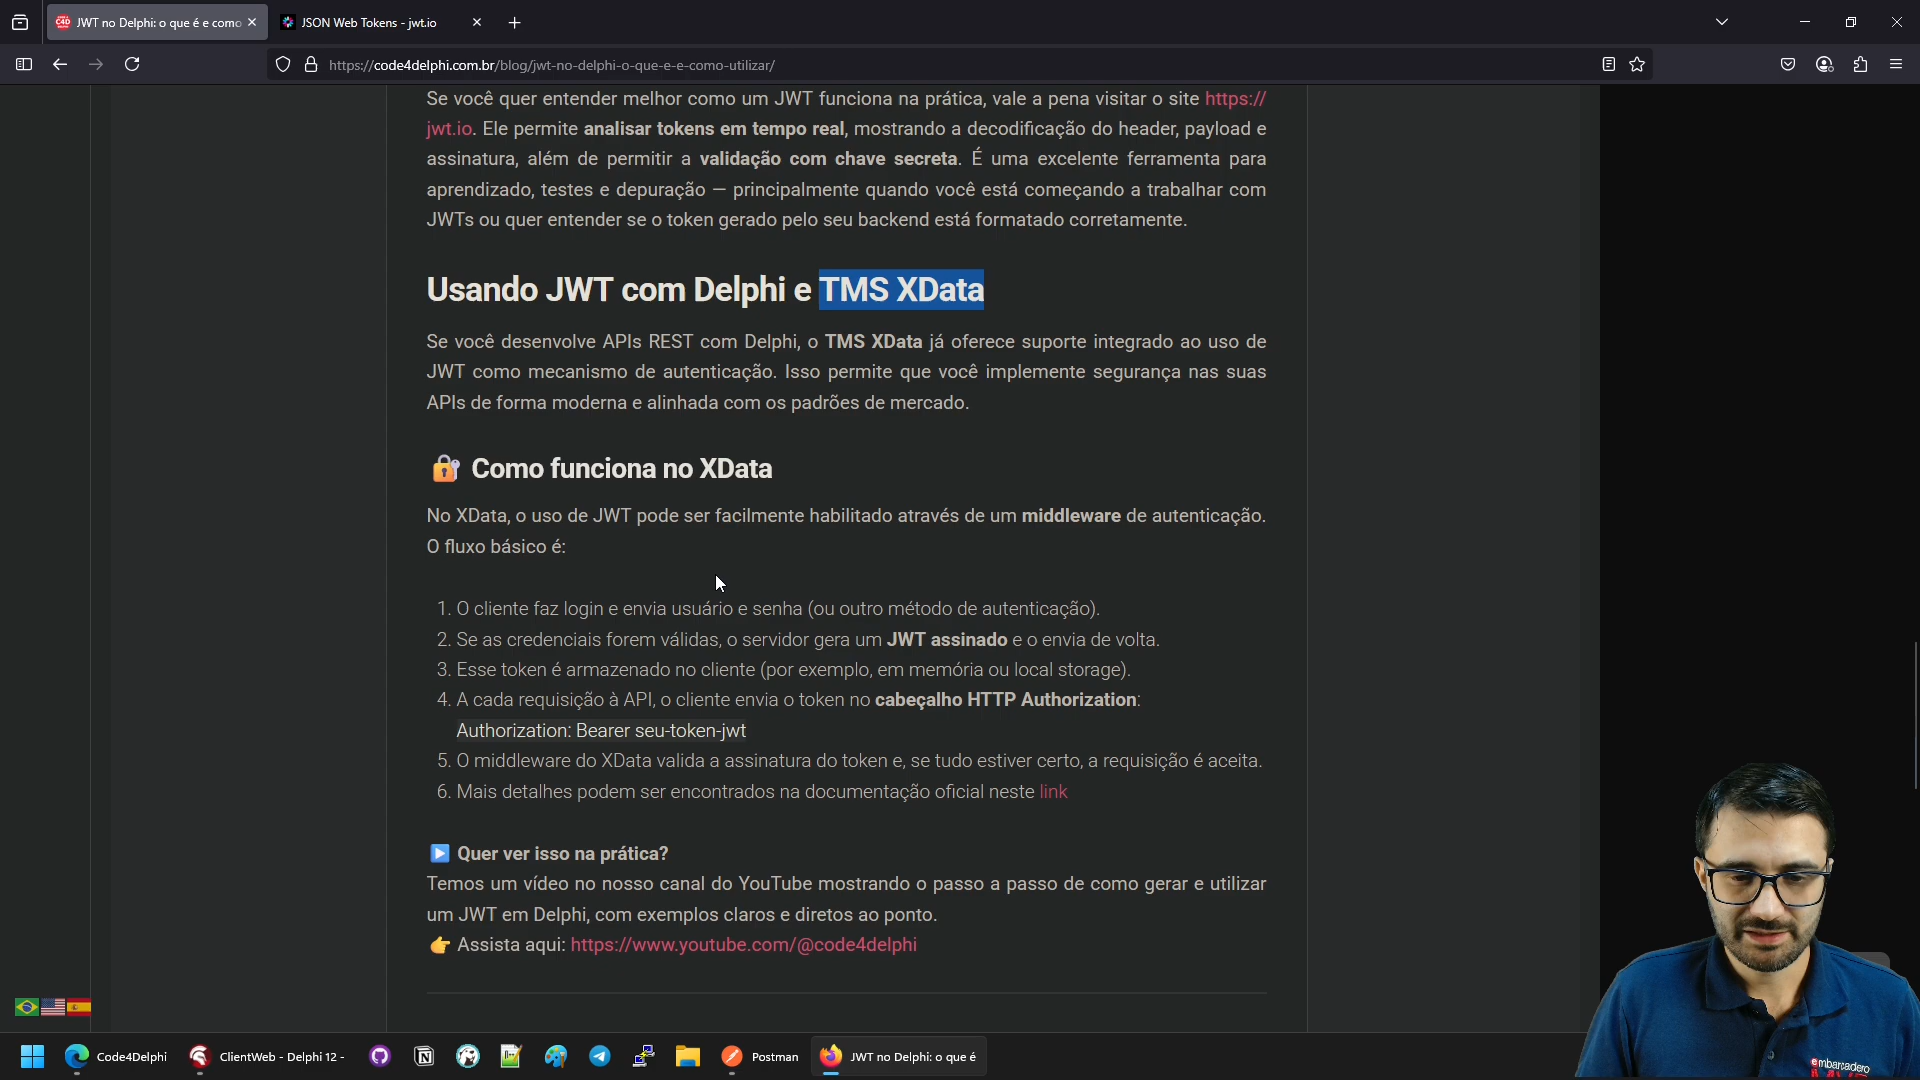 JWT no Delphi: o que é e como
JSON Web Tokens - jwt.io
https://code4delphi.com.br/blog/jwt-no-delphi-o-que-e-e-como-utilizar/
Se você quer entender melhor como um JWT funciona na prática, vale a pena visitar o site https://
jwt.io. Ele permite analisar tokens em tempo real, mostrando a decodificação do header, payload e
assinatura, além de permitir a validação com chave secreta. É uma excelente ferramenta para
aprendizado, testes e depuração — principalmente quando você está começando a trabalhar com
JWTs ou quer entender se o token gerado pelo seu backend está formatado corretamente.
Usando JWT com Delphi e TMS XData
Se você desenvolve APIs REST com Delphi, o TMS XData já oferece suporte integrado ao uso de
JWT como mecanismo de autenticação. Isso permite que você implemente segurança nas suas
APIs de forma moderna e alinhada com os padrões de mercado.
Como funciona no XData
No XData, o uso de JWT pode ser facilmente habilitado através de um middleware de autenticação.
O fluxo básico é:
1. O cliente faz login e envia usuário e senha (ou outro método de autenticação).
2. Se as credenciais forem válidas, o servidor gera um JWT assinado e o envia de volta.
3. Esse token é armazenado no cliente (por exemplo, em memória ou local storage).
4. A cada requisição à API, o cliente envia o token no cabeçalho HTTP Authorization:
Authorization: Bearer seu-token-jwt
5. O middleware do XData valida a assinatura do token e, se tudo estiver certo, a requisição é aceita.
6. Mais detalhes podem ser encontrados na documentação oficial neste link
Quer ver isso na prática?
Temos um vídeo no nosso canal do YouTube mostrando o passo a passo de como gerar e utilizar
um JWT em Delphi, com exemplos claros e diretos ao ponto.
Assista aqui: https://www.youtube.com/@code4delphi
Code4Delphi
ClientWeb - Delphi 12 -
Postman
JWT no Delphi: o que é
embarcadero